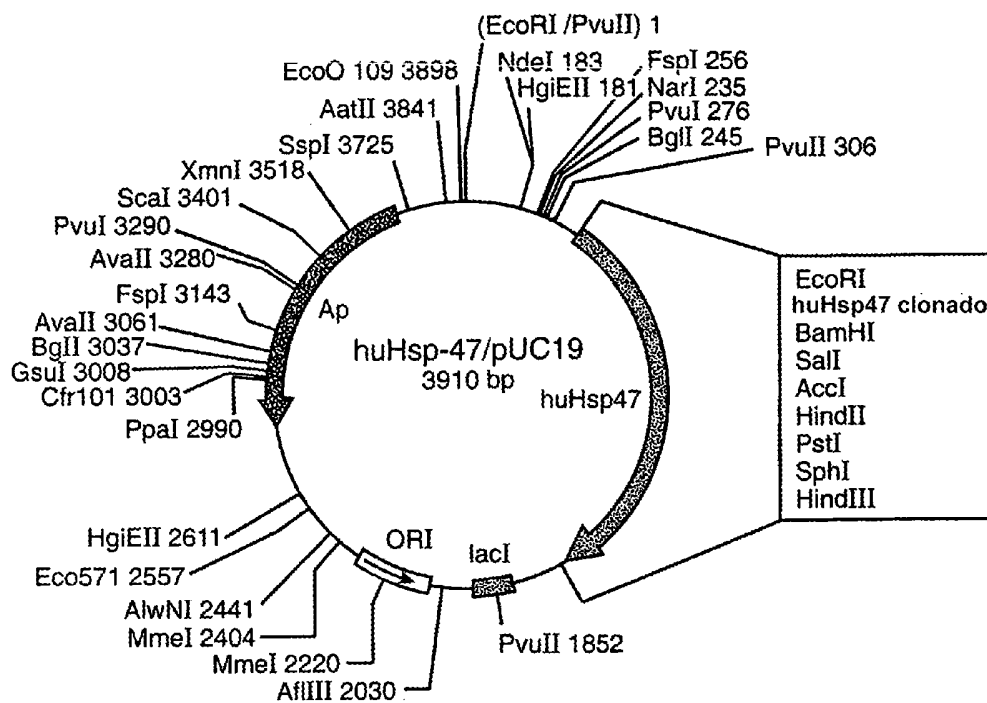 (EcoRI /PvuII) 1
EcoO 109 3898
AatII 3841
SspI 3725
XmnI 3518
ScaI 3401
PvuI 3290
AvaII 3280
FspI 3143
AvaII 3061
BglI 3037
GsuI 3008
Cfr101 3003
PpaI 2990
NdeI 183
HgiEII 181
FspI 256
NarI 235
PvuI 276
BglI 245
PvuII 306
Ap
huHsp-47/pUC19
3910 bp
huHsp47
EcoRI
huHsp47 clonado
BamHI
SalI
AccI
HindII
PstI
SphI
HindIII
HgiEII 2611
Eco571 2557
AlwNI 2441
MmeI 2404
MmeI 2220
AflIII 2030
ORI
lacI
PvuII 1852